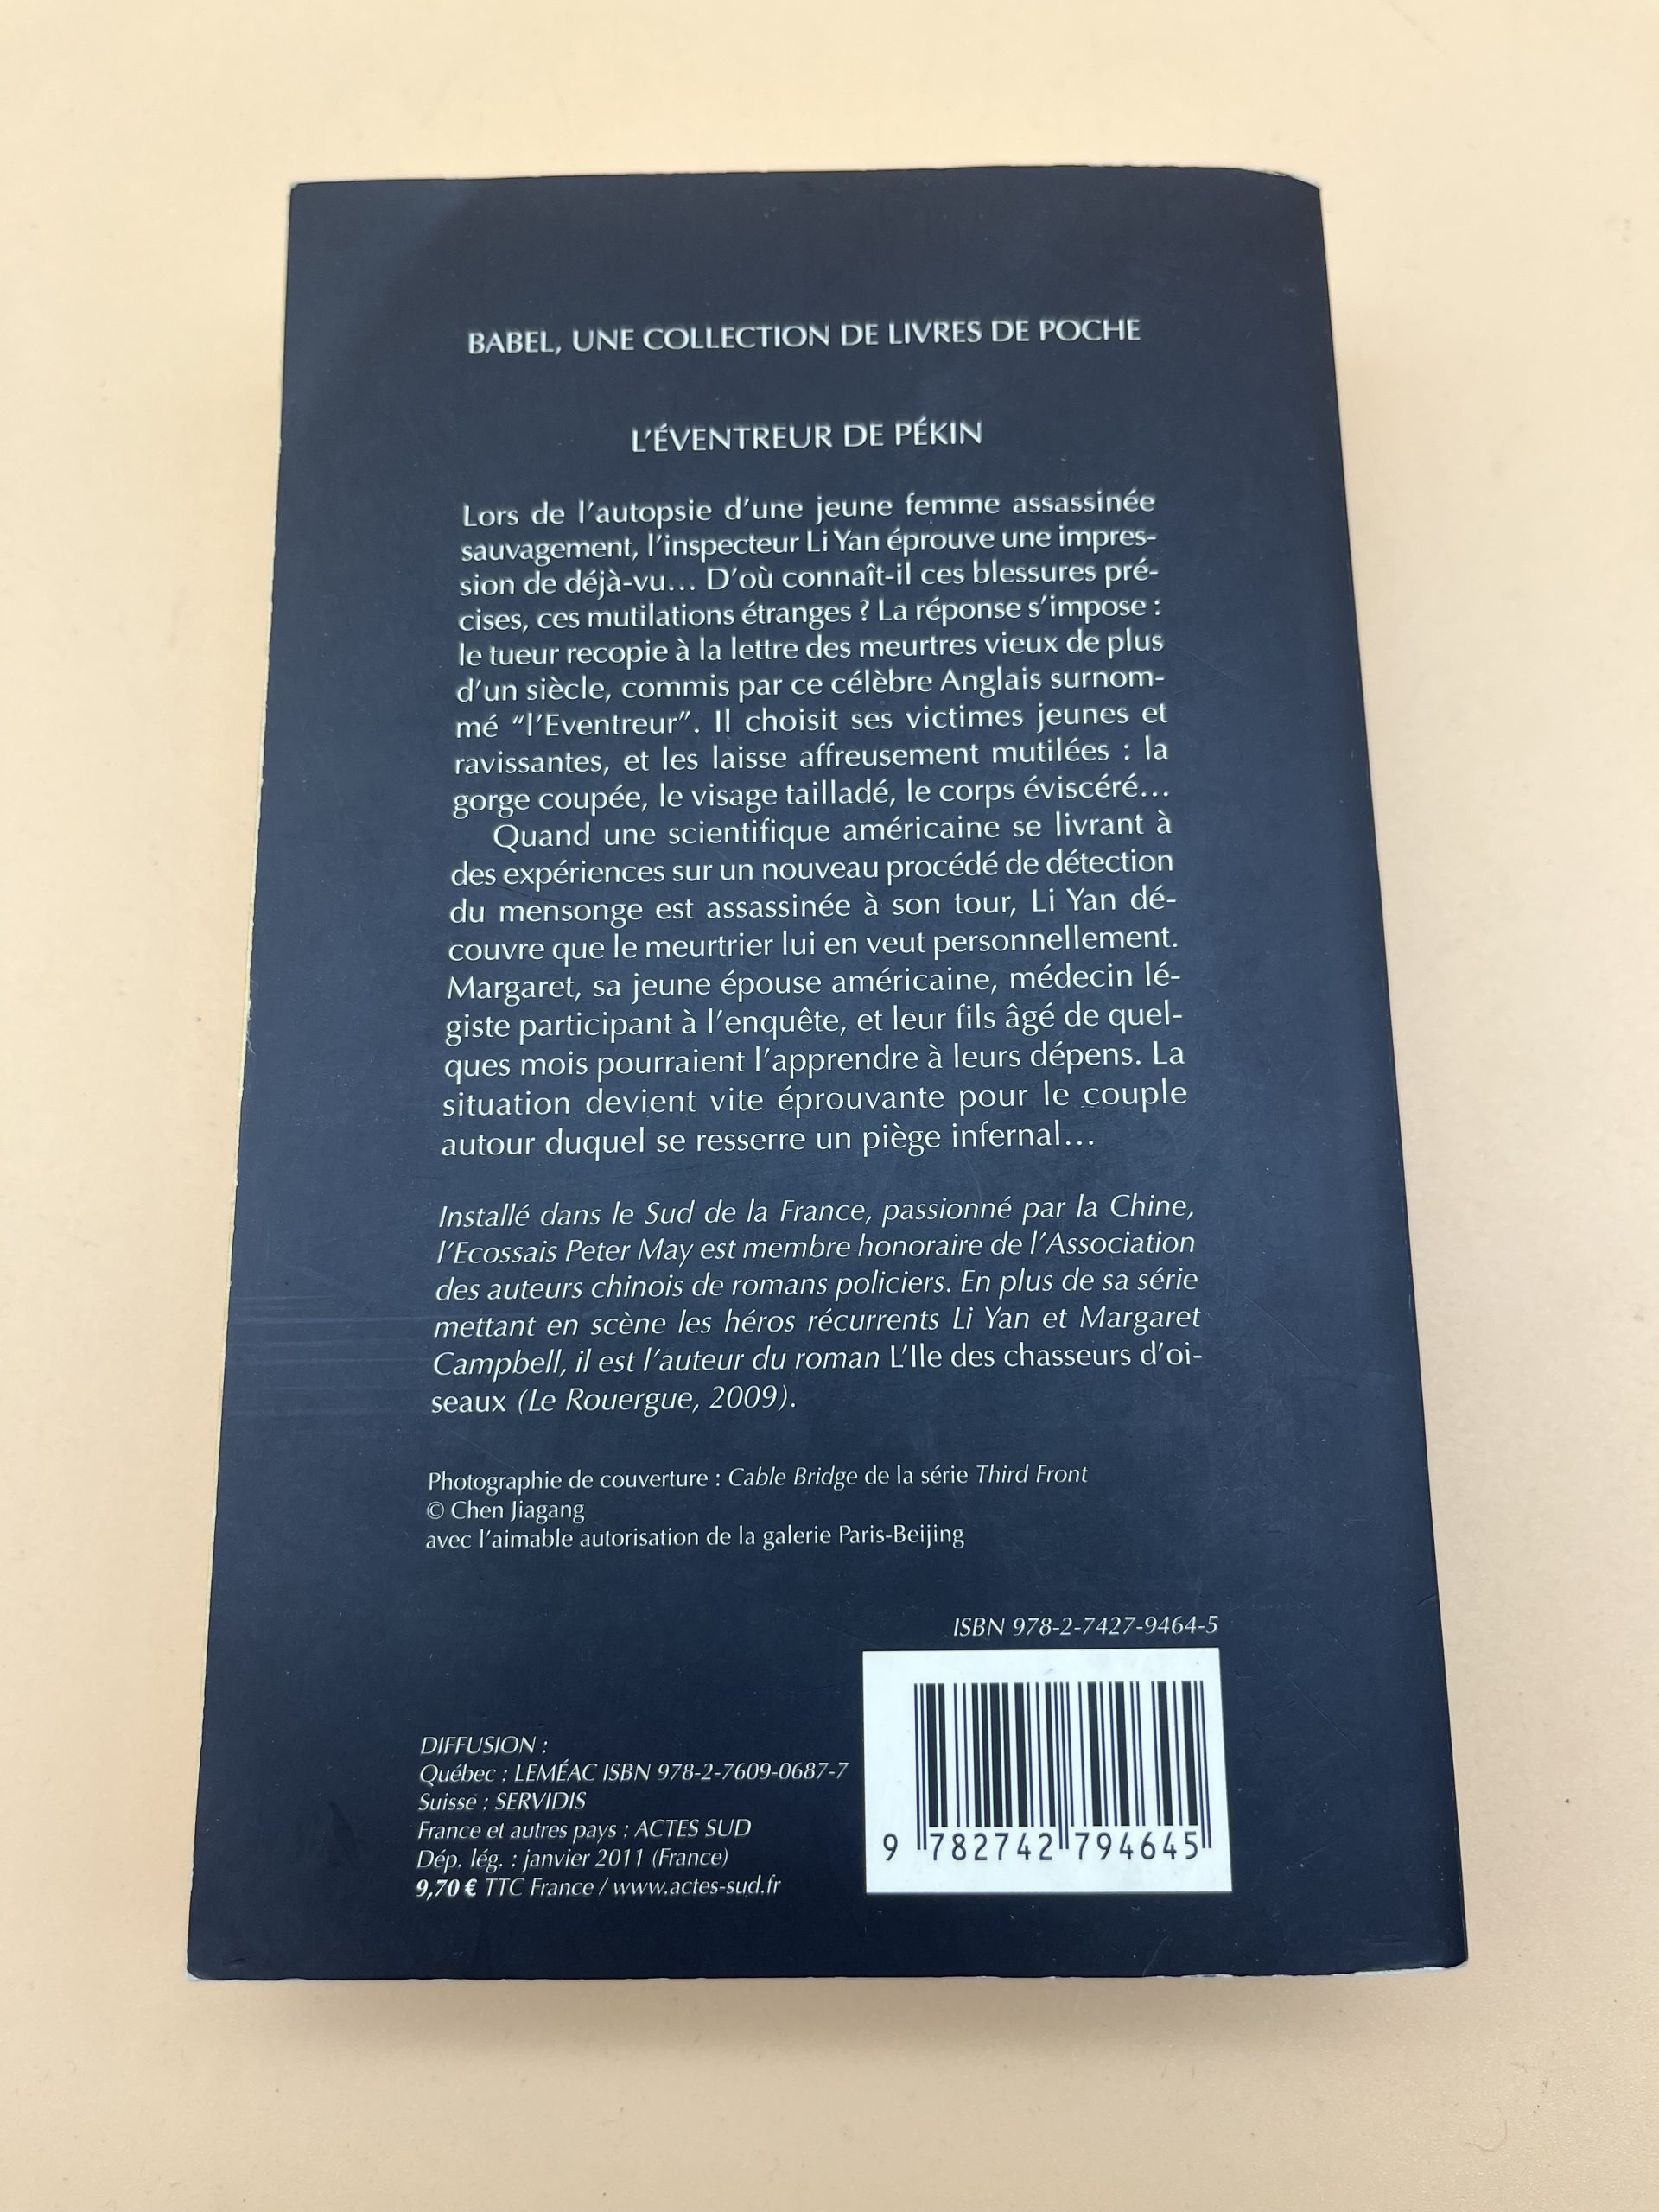 BABEL, UNE COLLECTION DE LIVRES DE POCHE
L'ÉVENTREUR DE PÉKIN
Lors de l'autopsie d'une jeune femme assassinée
sauvagement, l'inspecteur Li Yan éprouve une impres-
sion de déjà-vu… D'où connaît-il ces blessures pré-
cises, ces mutilations étranges ? La réponse s'impose :
le tueur recopie à la lettre des meurtres vieux de plus
d'un siècle, commis par ce célèbre Anglais surnom-
mé “l'Eventreur”. Il choisit ses victimes jeunes et
ravissantes, et les laisse affreusement mutilées : la
gorge coupée, le visage tailladé, le corps éviscéré…
Quand une scientifique américaine se livrant à
des expériences sur un nouveau procédé de détection
du mensonge est assassinée à son tour, Li Yan dé-
couvre que le meurtrier lui en veut personnellement.
Margaret, sa jeune épouse américaine, médecin lé-
giste participant à l'enquête, et leur fils âgé de quel-
ques mois pourraient l'apprendre à leurs dépens. La
situation devient vite éprouvante pour le couple
autour duquel se resserre un piège infernal…
Installé dans le Sud de la France, passionné par la Chine,
l'Ecossais Peter May est membre honoraire de l'Association
des auteurs chinois de romans policiers. En plus de sa série
mettant en scène les héros récurrents Li Yan et Margaret
Campbell, il est l'auteur du roman L'Ile des chasseurs d'oi-
seaux (Le Rouergue, 2009).
Photographie de couverture : Cable Bridge de la série Third Front
© Chen Jiagang
avec l'aimable autorisation de la galerie Paris-Beijing
ISBN 978-2-7427-9464-5
DIFFUSION :
Québec : LEMÉAC ISBN 978-2-7609-0687-7
Suisse : SERVIDIS
France et autres pays : ACTES SUD
Dép. lég. : janvier 2011 (France)
9,70 € TTC France / www.actes-sud.fr
9 782742 794645